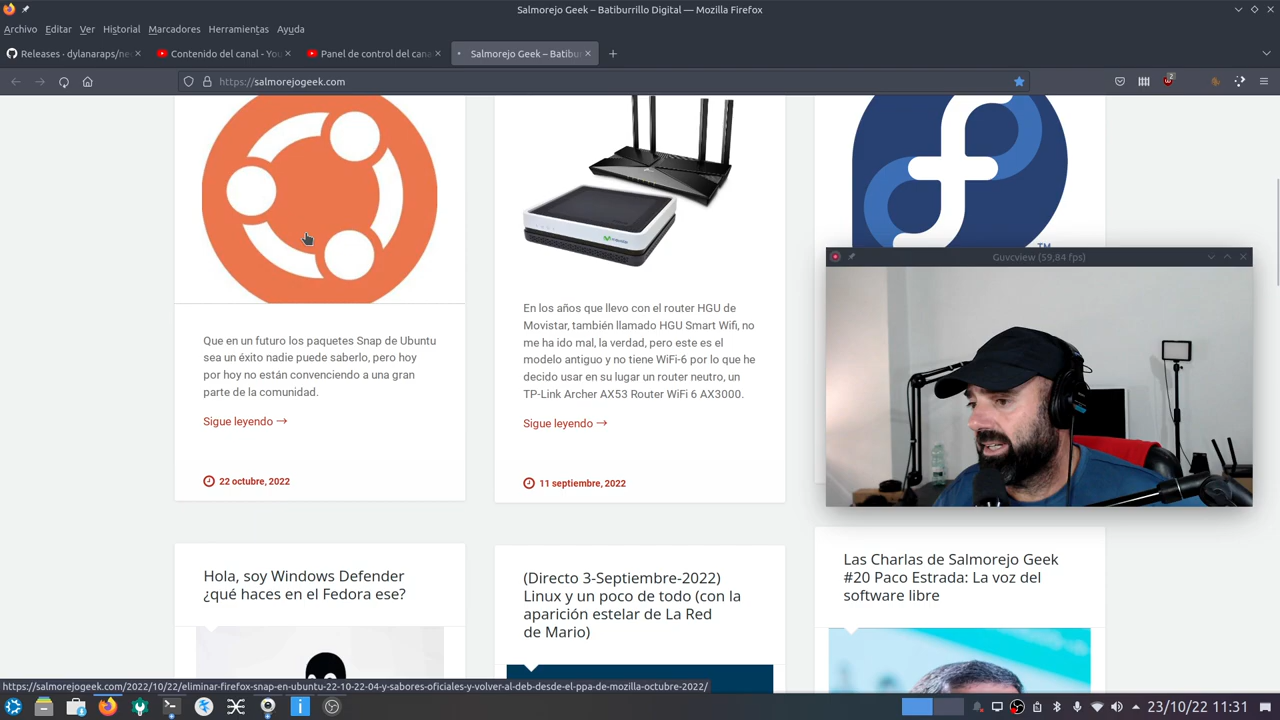 Salmorejo Geek – Batiburrillo Digital — Mozilla Firefox
Archivo Editar Ver Historial Marcadores Herramientas Ayuda
Releases · dylanaraps/ne
Contenido del canal - Yo
Panel de control del cana
Salmorejo Geek – Batibu
https://salmorejogeek.com
2
Que en un futuro los paquetes Snap de Ubuntu
sea un éxito nadie puede saberlo, pero hoy
por hoy no están convenciendo a una gran
parte de la comunidad.
Sigue leyendo →
22 octubre, 2022
movistar
En los años que llevo con el router HGU de
Movistar, también llamado HGU Smart Wifi, no
me ha ido mal, la verdad, pero este es el
modelo antiguo y no tiene WiFi-6 por lo que he
decido usar en su lugar un router neutro, un
TP-Link Archer AX53 Router WiFi 6 AX3000.
Sigue leyendo →
11 septiembre, 2022
TM
Guvcview (59,84 fps)
Hola, soy Windows Defender
¿qué haces en el Fedora ese?
(Directo 3-Septiembre-2022)
Linux y un poco de todo (con la
aparición estelar de La Red
de Mario)
Las Charlas de Salmorejo Geek
#20 Paco Estrada: La voz del
software libre
https://salmorejogeek.com/2022/10/22/eliminar-firefox-snap-en-ubuntu-22-10-22-04-y-sabores-oficiales-y-volver-al-deb-desde-el-ppa-de-mozilla-octubre-2022/
23/10/22 11:31